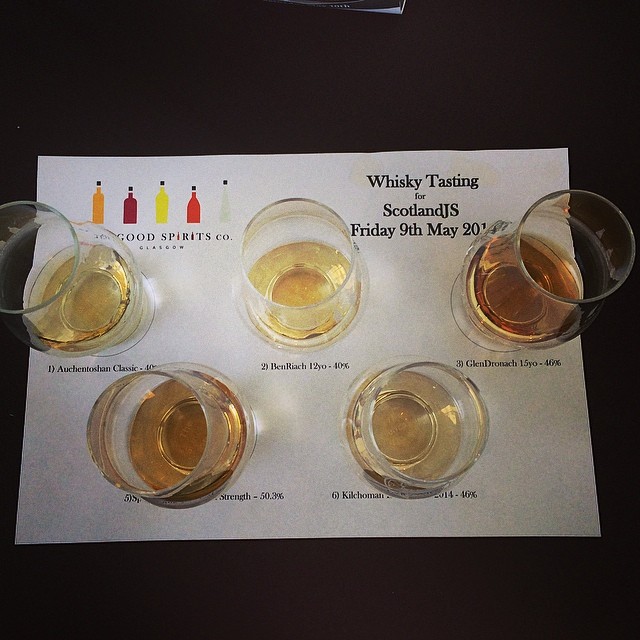 GOOD SPIRITS CO.
GLASGOW
Whisky Tasting
for
ScotlandJS
Friday 9th May 201
1) Auchentoshan Classic - 40%
2) BenRiach 12yo - 40%
3) GlenDronach 15yo - 46%
5) Strength – 50.3%
6) Kilchoman 2014 - 46%